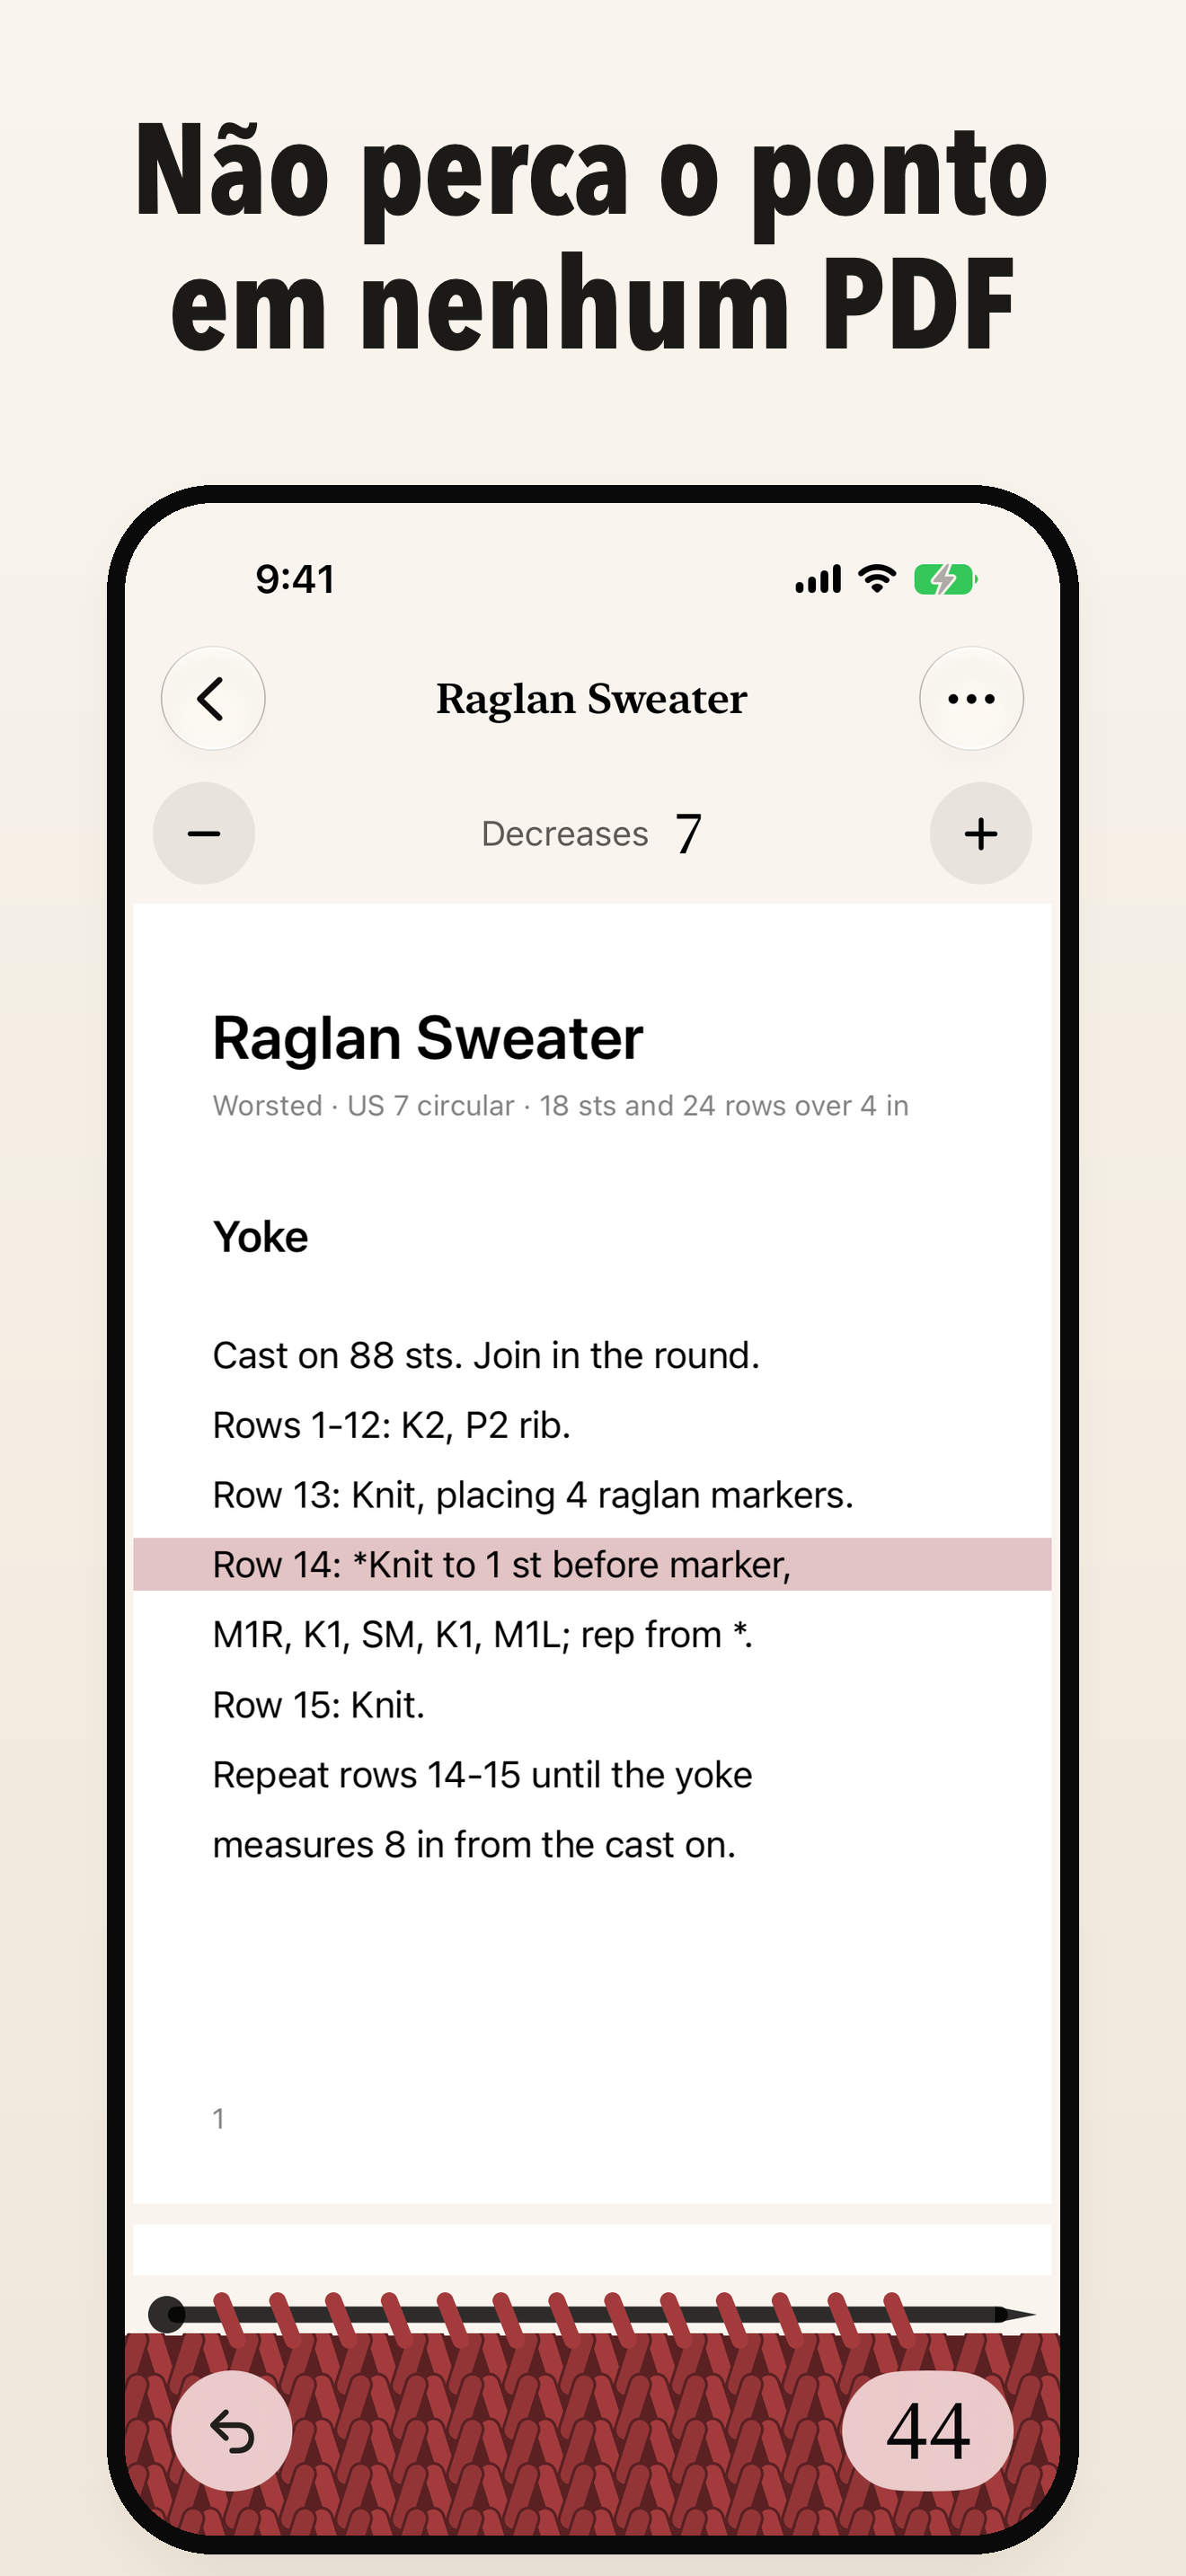 Não perca o ponto
em nenhum PDF
9:41
Raglan Sweater
Decreases 7
Raglan Sweater
Worsted · US 7 circular · 18 sts and 24 rows over 4 in
Yoke
Cast on 88 sts. Join in the round.
Rows 1-12: K2, P2 rib.
Row 13: Knit, placing 4 raglan markers.
Row 14: *Knit to 1 st before marker,
M1R, K1, SM, K1, M1L; rep from *.
Row 15: Knit.
Repeat rows 14-15 until the yoke
measures 8 in from the cast on.
1
44